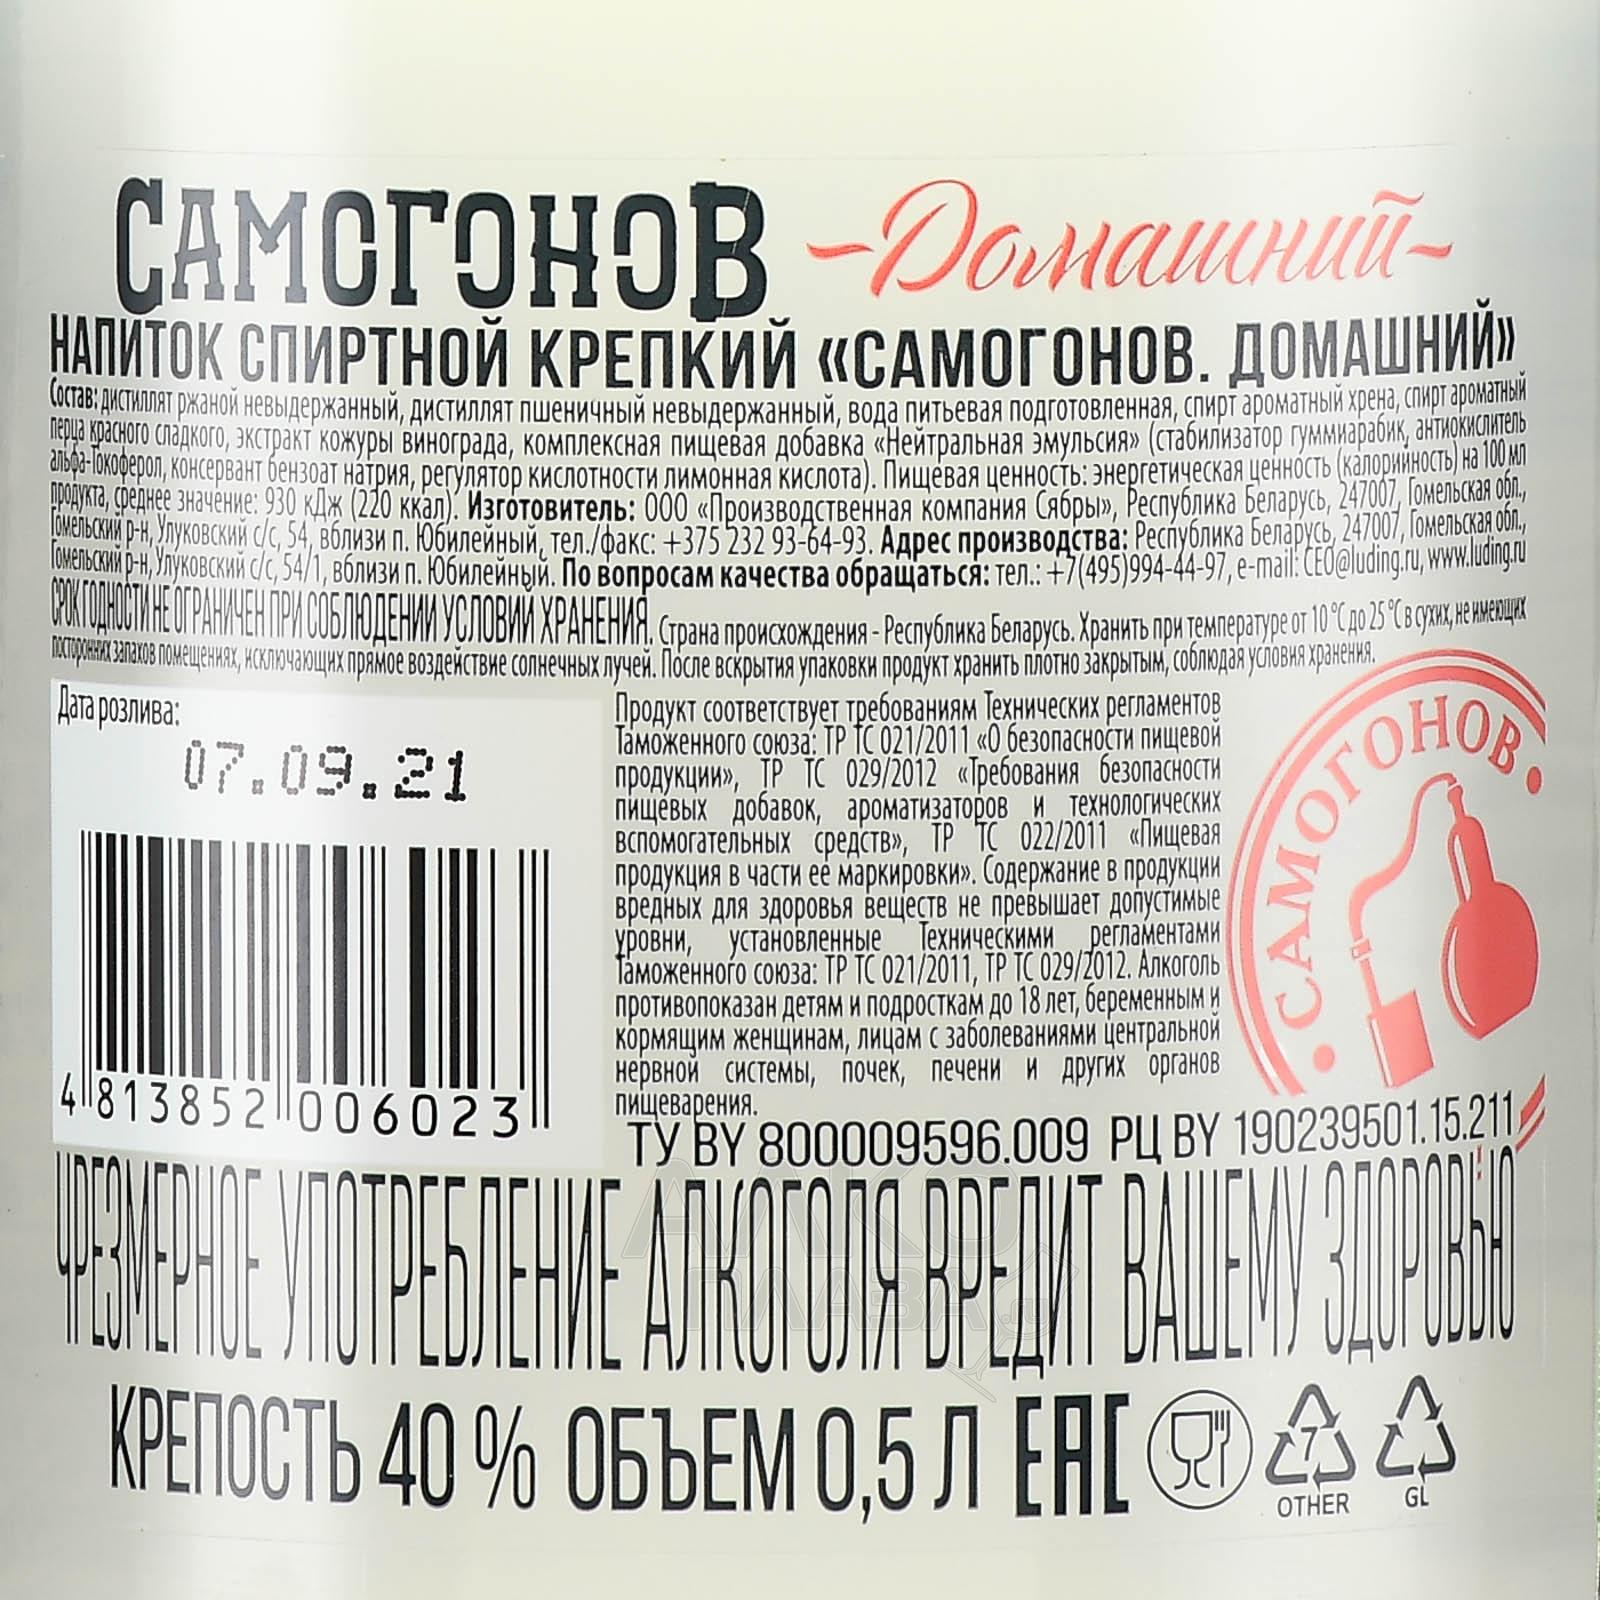 САМОГОНОВ Домашний
НАПИТОК СПИРТНОЙ КРЕПКИЙ «САМОГОНОВ. ДОМАШНИЙ»
Состав: дистиллят ржаной невыдержанный, дистиллят пшеничный невыдержанный, вода питьевая подготовленная, спирт ароматный хрена, спирт ароматный
перца красного сладкого, экстракт кожуры винограда, комплексная пищевая добавка «Нейтральная эмульсия» (стабилизатор гуммиарабик, антиокислитель
альфа-Токоферол, консервант бензоат натрия, регулятор кислотности лимонная кислота). Пищевая ценность: энергетическая ценность (калорийность) на 100 мл
продукта, среднее значение: 930 кДж (220 ккал). Изготовитель: ООО «Производственная компания Сябры», Республика Беларусь, 247007, Гомельская обл.,
Гомельский р-н, Улуковский с/с, 54, вблизи п. Юбилейный, тел./факс: +375 232 93-64-93. Адрес производства: Республика Беларусь, 247007, Гомельская обл.,
Гомельский р-н, Улуковский с/с, 54/1, вблизи п. Юбилейный. По вопросам качества обращаться: тел.: +7(495)994-44-97, e-mail: CEO@luding.ru, www.luding.ru
СРОК ГОДНОСТИ НЕ ОГРАНИЧЕН ПРИ СОБЛЮДЕНИИ УСЛОВИЙ ХРАНЕНИЯ. Страна происхождения - Республика Беларусь. Хранить при температуре от 10 °С до 25 °С в сухих, не имеющих
посторонних запахов помещениях, исключающих прямое воздействие солнечных лучей. После вскрытия упаковки продукт хранить плотно закрытым, соблюдая условия хранения.
Дата розлива:
07.09.21
4 813852 006023
Продукт соответствует требованиям Технических регламентов
Таможенного союза: ТР ТС 021/2011 «О безопасности пищевой
продукции», ТР ТС 029/2012 «Требования безопасности
пищевых добавок, ароматизаторов и технологических
вспомогательных средств», ТР ТС 022/2011 «Пищевая
продукция в части ее маркировки». Содержание в продукции
вредных для здоровья веществ не превышает допустимые
уровни, установленные Техническими регламентами
Таможенного союза: ТР ТС 021/2011, ТР ТС 029/2012. Алкоголь
противопоказан детям и подросткам до 18 лет, беременным и
кормящим женщинам, лицам с заболеваниями центральной
нервной системы, почек, печени и других органов
пищеварения.
• САМОГОНОВ •
ТУ BY 800009596.009 РЦ BY 190239501.15.211
ЧРЕЗМЕРНОЕ УПОТРЕБЛЕНИЕ АЛКОГОЛЯ ВРЕДИТ ВАШЕМУ ЗДОРОВЬЮ
АЛКО
ПЛАЗА.ru
КРЕПОСТЬ 40 % ОБЪЕМ 0,5 Л ЕАС
7
OTHER
GL